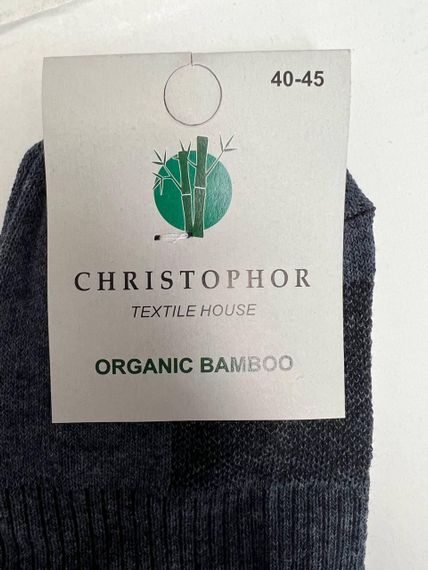 40-45
CHRISTOPHOR
TEXTILE HOUSE
ORGANIC BAMBOO